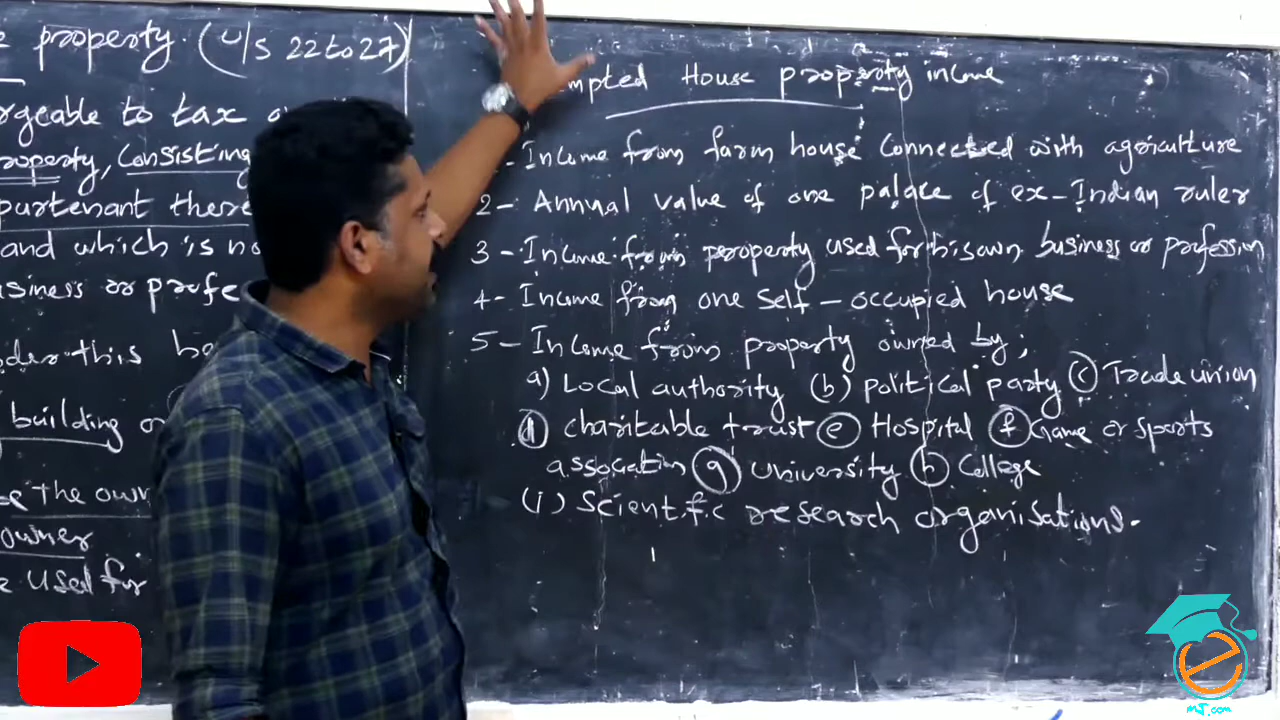 property. (U/S 22 to 27)
to tax
Consisting
purtenant there
and which is no
siness or profe
der this
building
The own
owner
used for
mpted House property income
- Income from farm house Connected with agriculture
2- Annual value of one palace of ex-Indian ruler
3- Income from property used for his own business or profession
4- Income from one Self-occupied house
5- Income from property owned by;
a) Local authority (b) political party (c) Trade union
(d) charitable trust (e) Hospital (f) Game or sports
association (g) University (h) College
(i) Scientific research organisations.
mJ.com